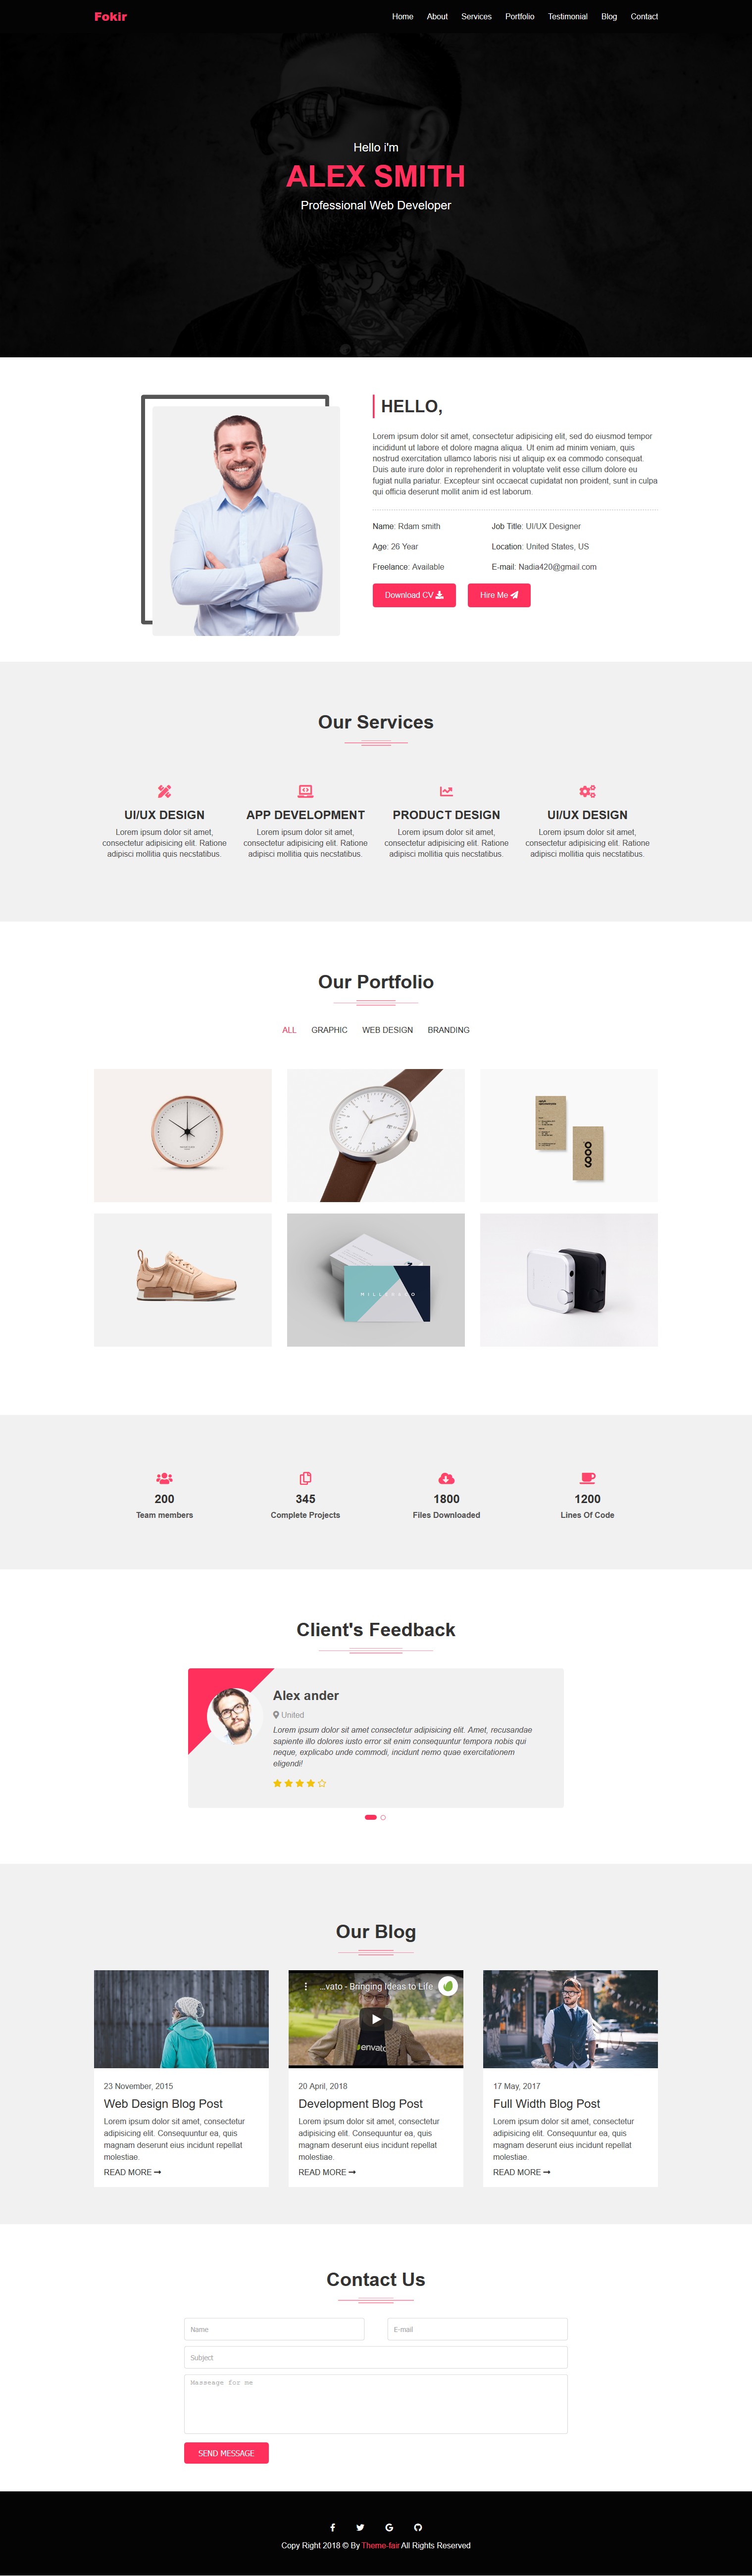 Fokir
Home About Services Portfolio Testimonial Blog Contact
Hello i'm
ALEX SMITH
Professional Web Developer
HELLO,
Lorem ipsum dolor sit amet, consectetur adipisicing elit, sed do eiusmod tempor
incididunt ut labore et dolore magna aliqua. Ut enim ad minim veniam, quis
nostrud exercitation ullamco laboris nisi ut aliquip ex ea commodo consequat.
Duis aute irure dolor in reprehenderit in voluptate velit esse cillum dolore eu
fugiat nulla pariatur. Excepteur sint occaecat cupidatat non proident, sunt in culpa
qui officia deserunt mollit anim id est laborum.
Name: Rdam smith
Job Title: UI/UX Designer
Age: 26 Year
Location: United States, US
Freelance: Available
E-mail: Nadia420@gmail.com
Download CV
Hire Me
Our Services
UI/UX DESIGN
Lorem ipsum dolor sit amet,
consectetur adipisicing elit. Ratione
adipisci mollitia quis necstatibus.
APP DEVELOPMENT
Lorem ipsum dolor sit amet,
consectetur adipisicing elit. Ratione
adipisci mollitia quis necstatibus.
PRODUCT DESIGN
Lorem ipsum dolor sit amet,
consectetur adipisicing elit. Ratione
adipisci mollitia quis necstatibus.
UI/UX DESIGN
Lorem ipsum dolor sit amet,
consectetur adipisicing elit. Ratione
adipisci mollitia quis necstatibus.
Our Portfolio
ALL GRAPHIC WEB DESIGN BRANDING
200
Team members
345
Complete Projects
1800
Files Downloaded
1200
Lines Of Code
Client's Feedback
Alex ander
United
Lorem ipsum dolor sit amet consectetur adipisicing elit. Amet, recusandae
sapiente illo dolores iusto error sit enim consequuntur tempora nobis qui
neque, explicabo unde commodi, incidunt nemo quae exercitationem
eligendi!
Our Blog
23 November, 2015
Web Design Blog Post
Lorem ipsum dolor sit amet, consectetur
adipisicing elit. Consequuntur ea, quis
magnam deserunt eius incidunt repellat
molestiae.
READ MORE
...vato - Bringing Ideas to Life
envato
20 April, 2018
Development Blog Post
Lorem ipsum dolor sit amet, consectetur
adipisicing elit. Consequuntur ea, quis
magnam deserunt eius incidunt repellat
molestiae.
READ MORE
17 May, 2017
Full Width Blog Post
Lorem ipsum dolor sit amet, consectetur
adipisicing elit. Consequuntur ea, quis
magnam deserunt eius incidunt repellat
molestiae.
READ MORE
Contact Us
Name
E-mail
Subject
Masseage for me
SEND MESSAGE
Copy Right 2018 © By Theme-fair All Rights Reserved